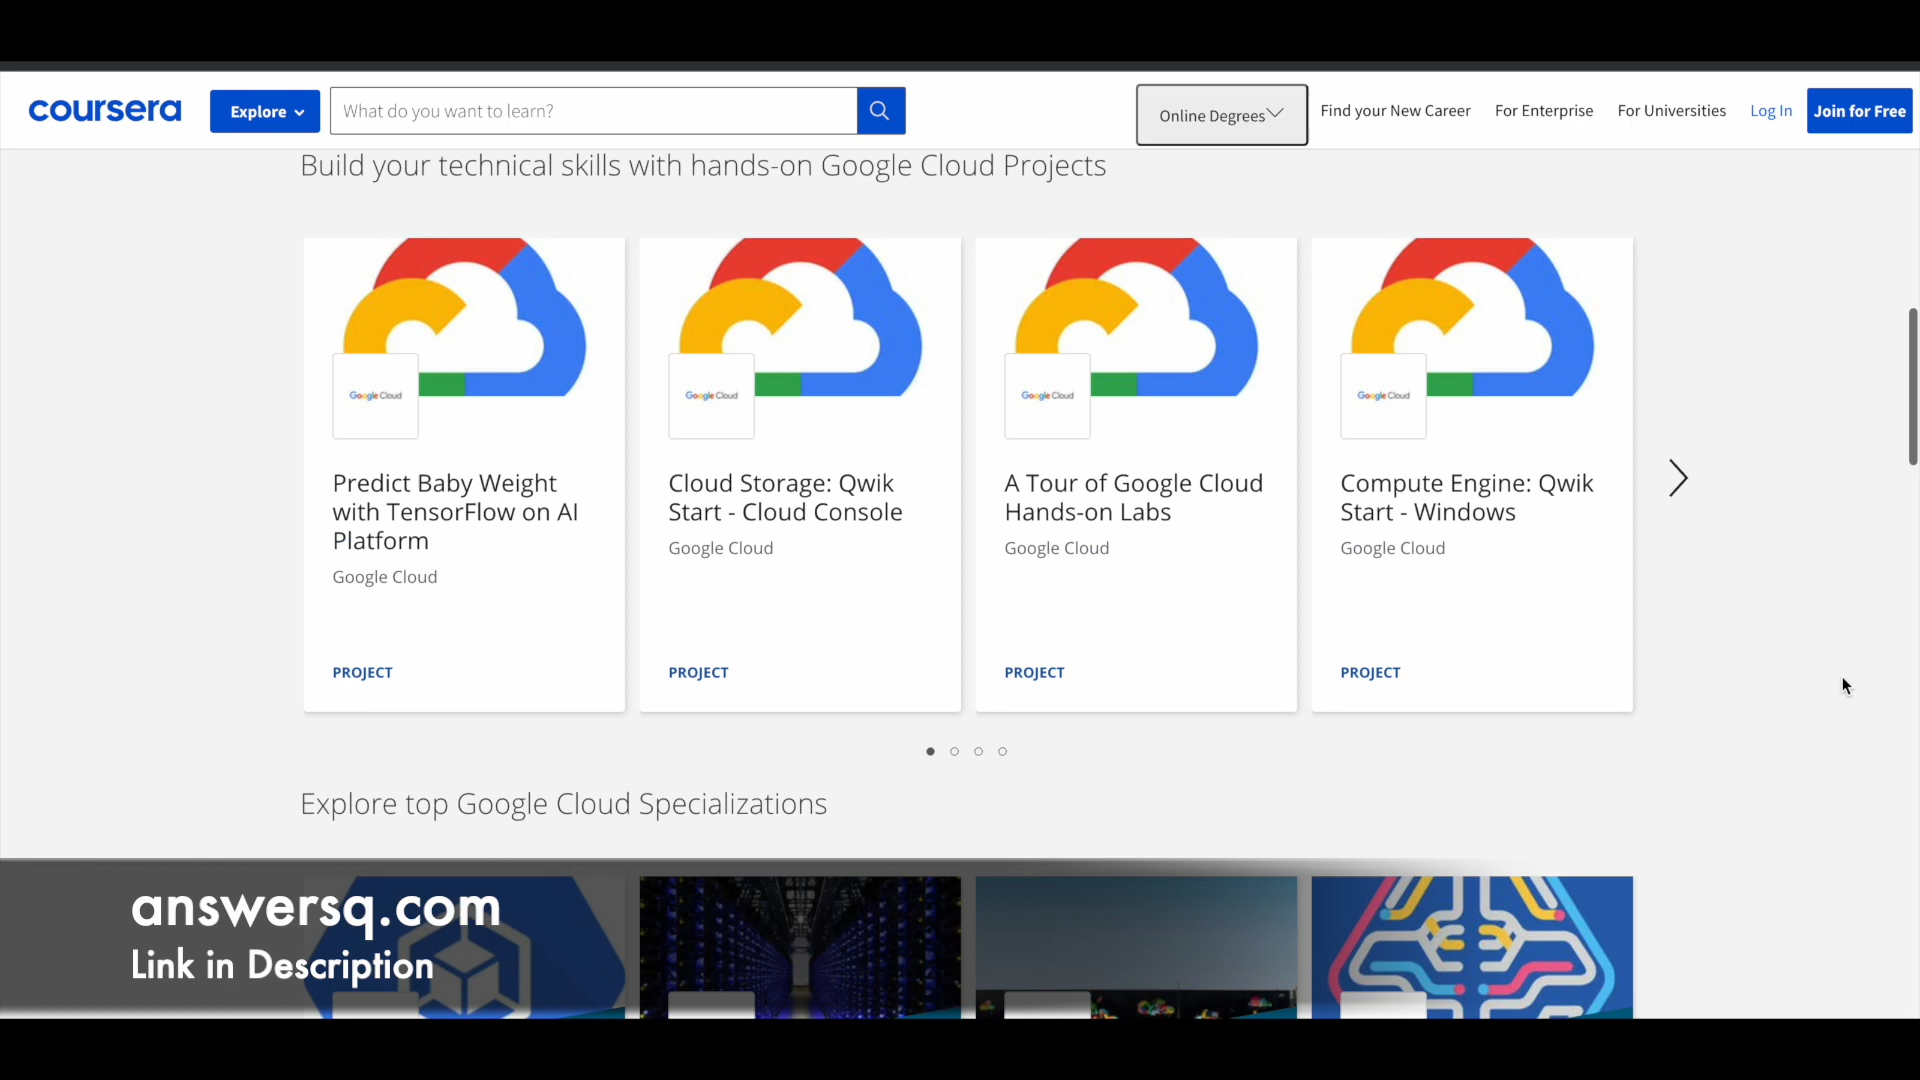 coursera
Explore
What do you want to learn?
Online Degrees
Find your New Career
For Enterprise
For Universities
Log In
Join for Free
Build your technical skills with hands-on Google Cloud Projects
Google Cloud
Predict Baby Weight
with TensorFlow on AI
Platform
Google Cloud
PROJECT
Google Cloud
Cloud Storage: Qwik
Start - Cloud Console
Google Cloud
PROJECT
Google Cloud
A Tour of Google Cloud
Hands-on Labs
Google Cloud
PROJECT
Google Cloud
Compute Engine: Qwik
Start - Windows
Google Cloud
PROJECT
Explore top Google Cloud Specializations
answersq.com
Link in Description